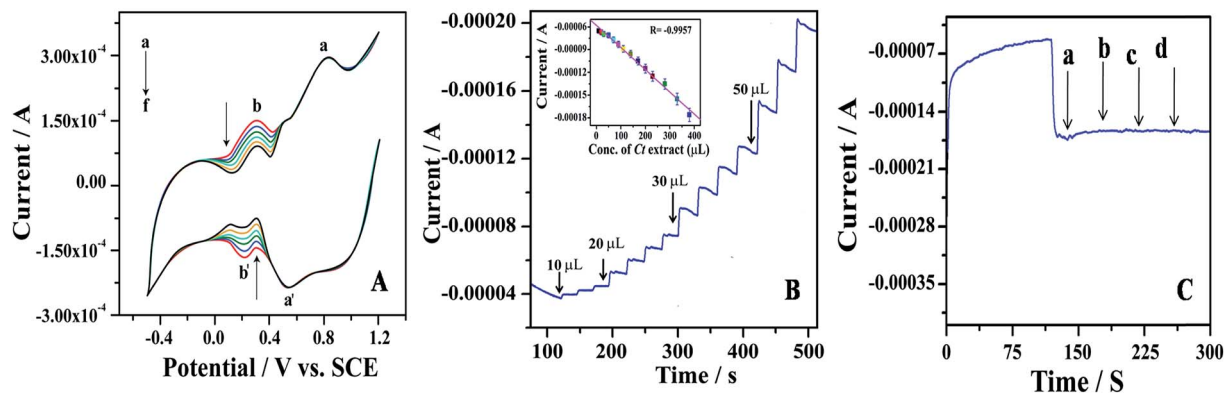 3.00x10⁻⁴
1.50x10⁻⁴
0.00
-1.50x10⁻⁴
-3.00x10⁻⁴
Current / A
a
f
b
a
b'
a'
A
-0.4 0.0 0.4 0.8 1.2
Potential / V vs. SCE
B
-0.00020
-0.00016
-0.00012
-0.00008
-0.00004
Current / A
-0.00006
-0.00009
-0.00012
-0.00015
-0.00018
Current / A
R= -0.9957
0 100 200 300 400
Conc. of Ct extract (μL)
10 μL
20 μL
30 μL
50 μL
B
100 200 300 400 500
Time / s
C
-0.00007
-0.00014
-0.00021
-0.00028
-0.00035
Current / A
a b c d
C
0 75 150 225 300
Time / S